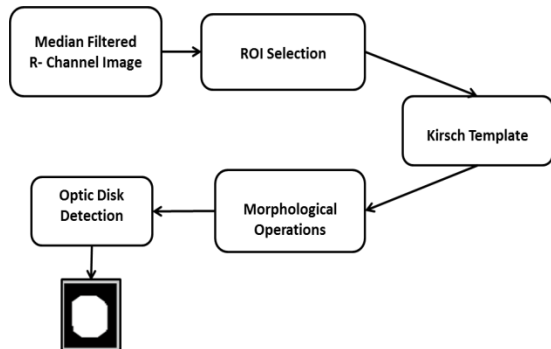 Median Filtered
R- Channel Image
ROI Selection
Kirsch Template
Morphological
Operations
Optic Disk
Detection